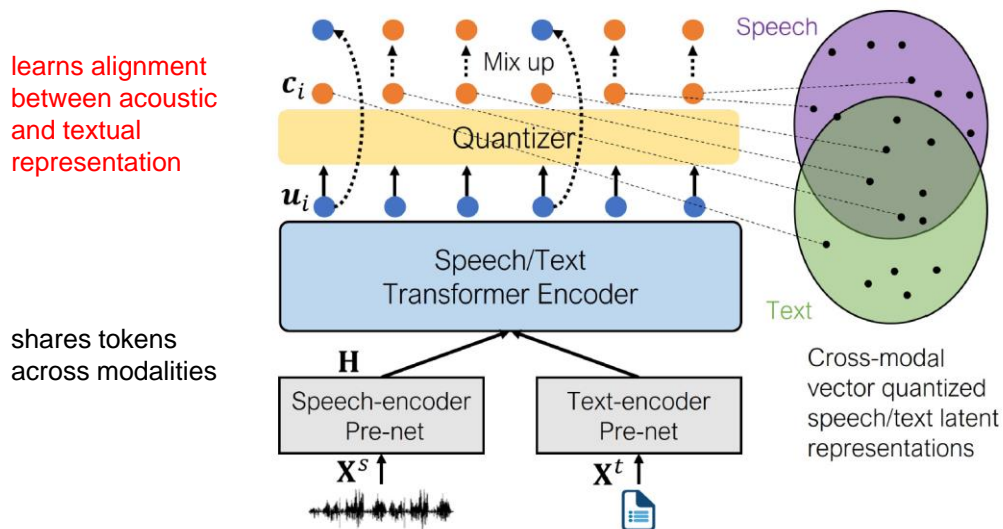 learns alignment
between acoustic
and textual
representation
shares tokens
across modalities
Mix up
c_i
Quantizer
u_i
Speech/Text
Transformer Encoder
H
Speech-encoder
Pre-net
Text-encoder
Pre-net
X^s
X^t
Speech
Text
Cross-modal
vector quantized
speech/text latent
representations